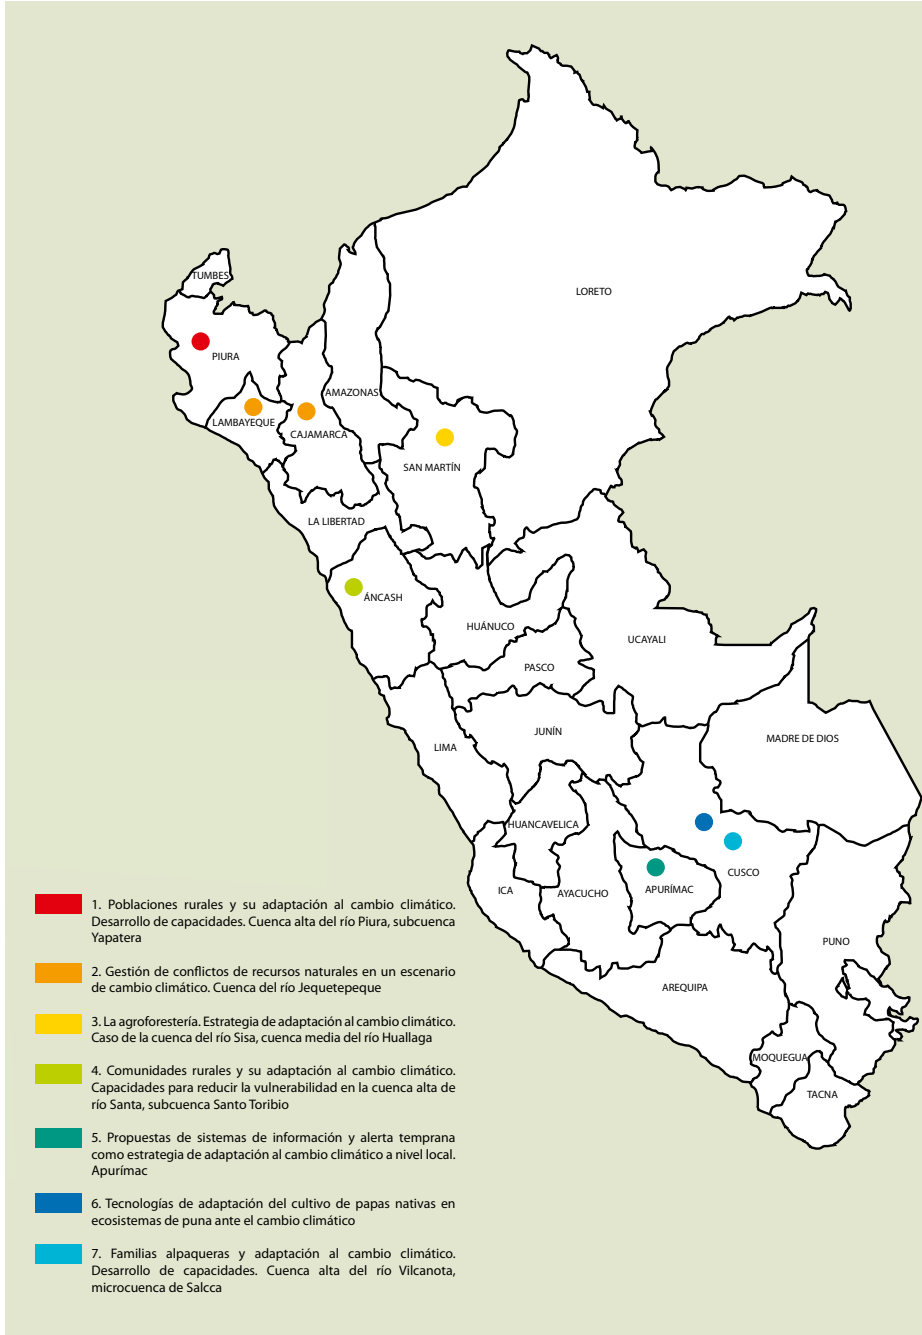 LORETO
TUMBES
PIURA
AMAZONAS
LAMBAYEQUE
CAJAMARCA
SAN MARTÍN
LA LIBERTAD
ÁNCASH
HUÁNUCO
UCAYALI
PASCO
JUNÍN
MADRE DE DIOS
LIMA
HUANCAVELICA
CUSCO
ICA
AYACUCHO
APURÍMAC
PUNO
AREQUIPA
MOQUEGUA
TACNA
1. Poblaciones rurales y su adaptación al cambio climático.
Desarrollo de capacidades. Cuenca alta del río Piura, subcuenca
Yapatera
2. Gestión de conflictos de recursos naturales en un escenario
de cambio climático. Cuenca del río Jequetepeque
3. La agroforestería. Estrategia de adaptación al cambio climático.
Caso de la cuenca del río Sisa, cuenca media del río Huallaga
4. Comunidades rurales y su adaptación al cambio climático.
Capacidades para reducir la vulnerabilidad en la cuenca alta de
río Santa, subcuenca Santo Toribio
5. Propuestas de sistemas de información y alerta temprana
como estrategia de adaptación al cambio climático a nivel local.
Apurímac
6. Tecnologías de adaptación del cultivo de papas nativas en
ecosistemas de puna ante el cambio climático
7. Familias alpaqueras y adaptación al cambio climático.
Desarrollo de capacidades. Cuenca alta del río Vilcanota,
microcuenca de Salcca